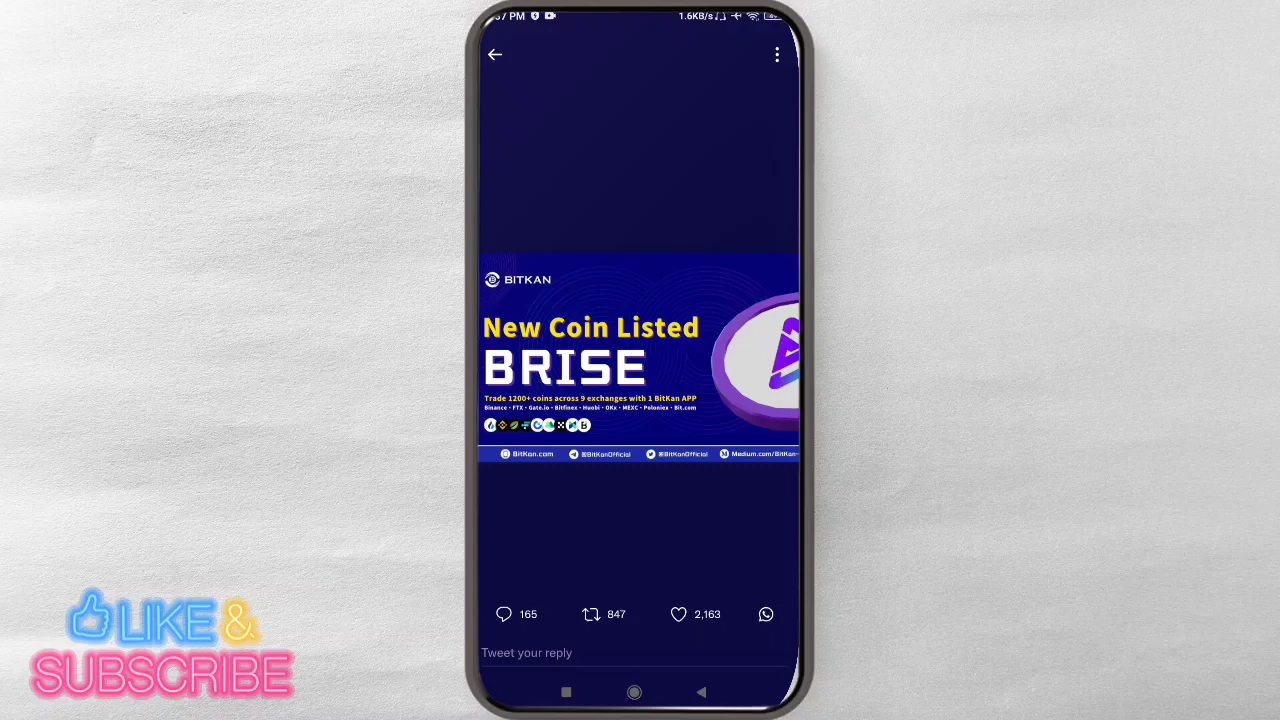 37 PM 1.6KB/s
BITKAN
New Coin Listed
BRISE
Trade 1200+ coins across 9 exchanges with 1 BitKan APP
Binance • FTX • Gate.io • Bitfinex • Huobi • OKx • MEXC • Poloniex • Bit.com
BitKan.com @BitKanOfficial @BitKanOfficial Medium.com/BitKan-
165 847 2,163
Tweet your reply
LIKE &
SUBSCRIBE